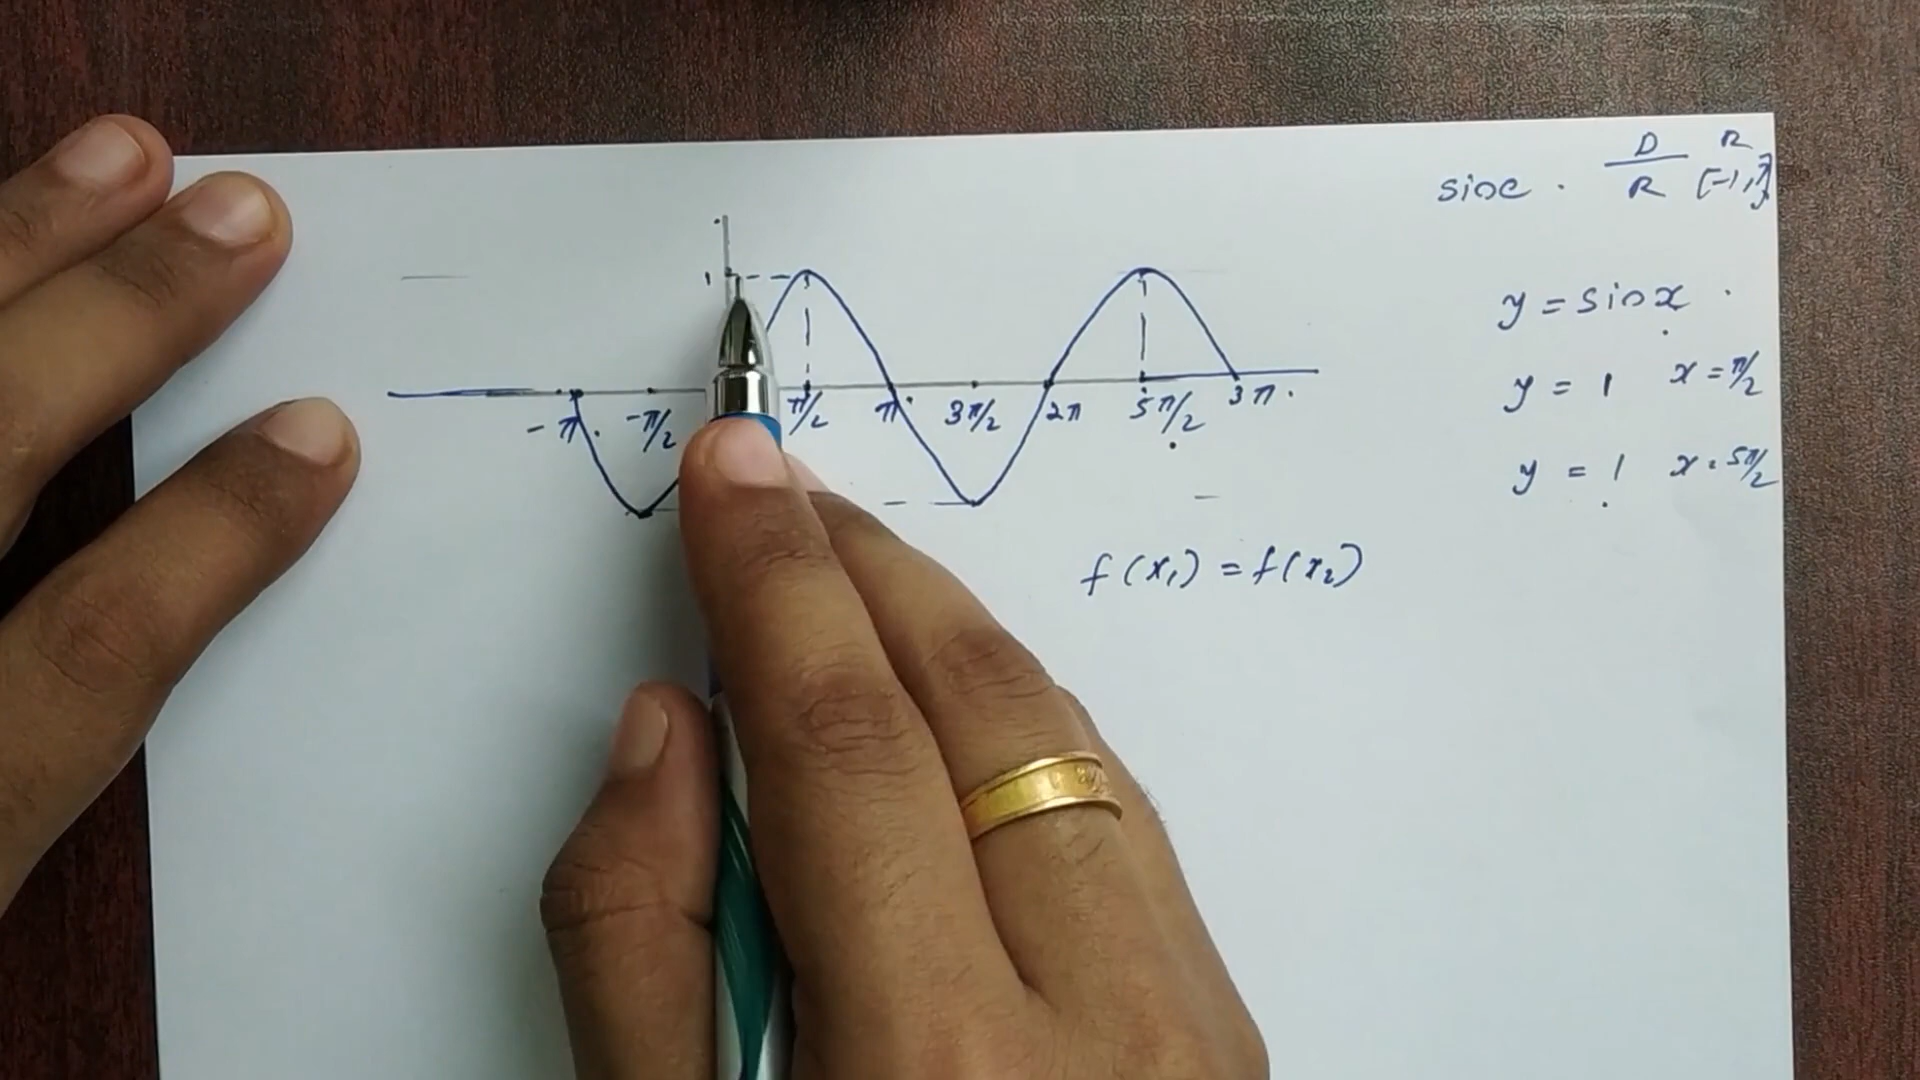 D R
sine . R [-1,1]
y = sin x
y = 1 x = π/2
y = 1 x = 5π/2
1
-π -π/2 π/2 π 3π/2 2π 5π/2 3π
f(x₁) = f(x₂)